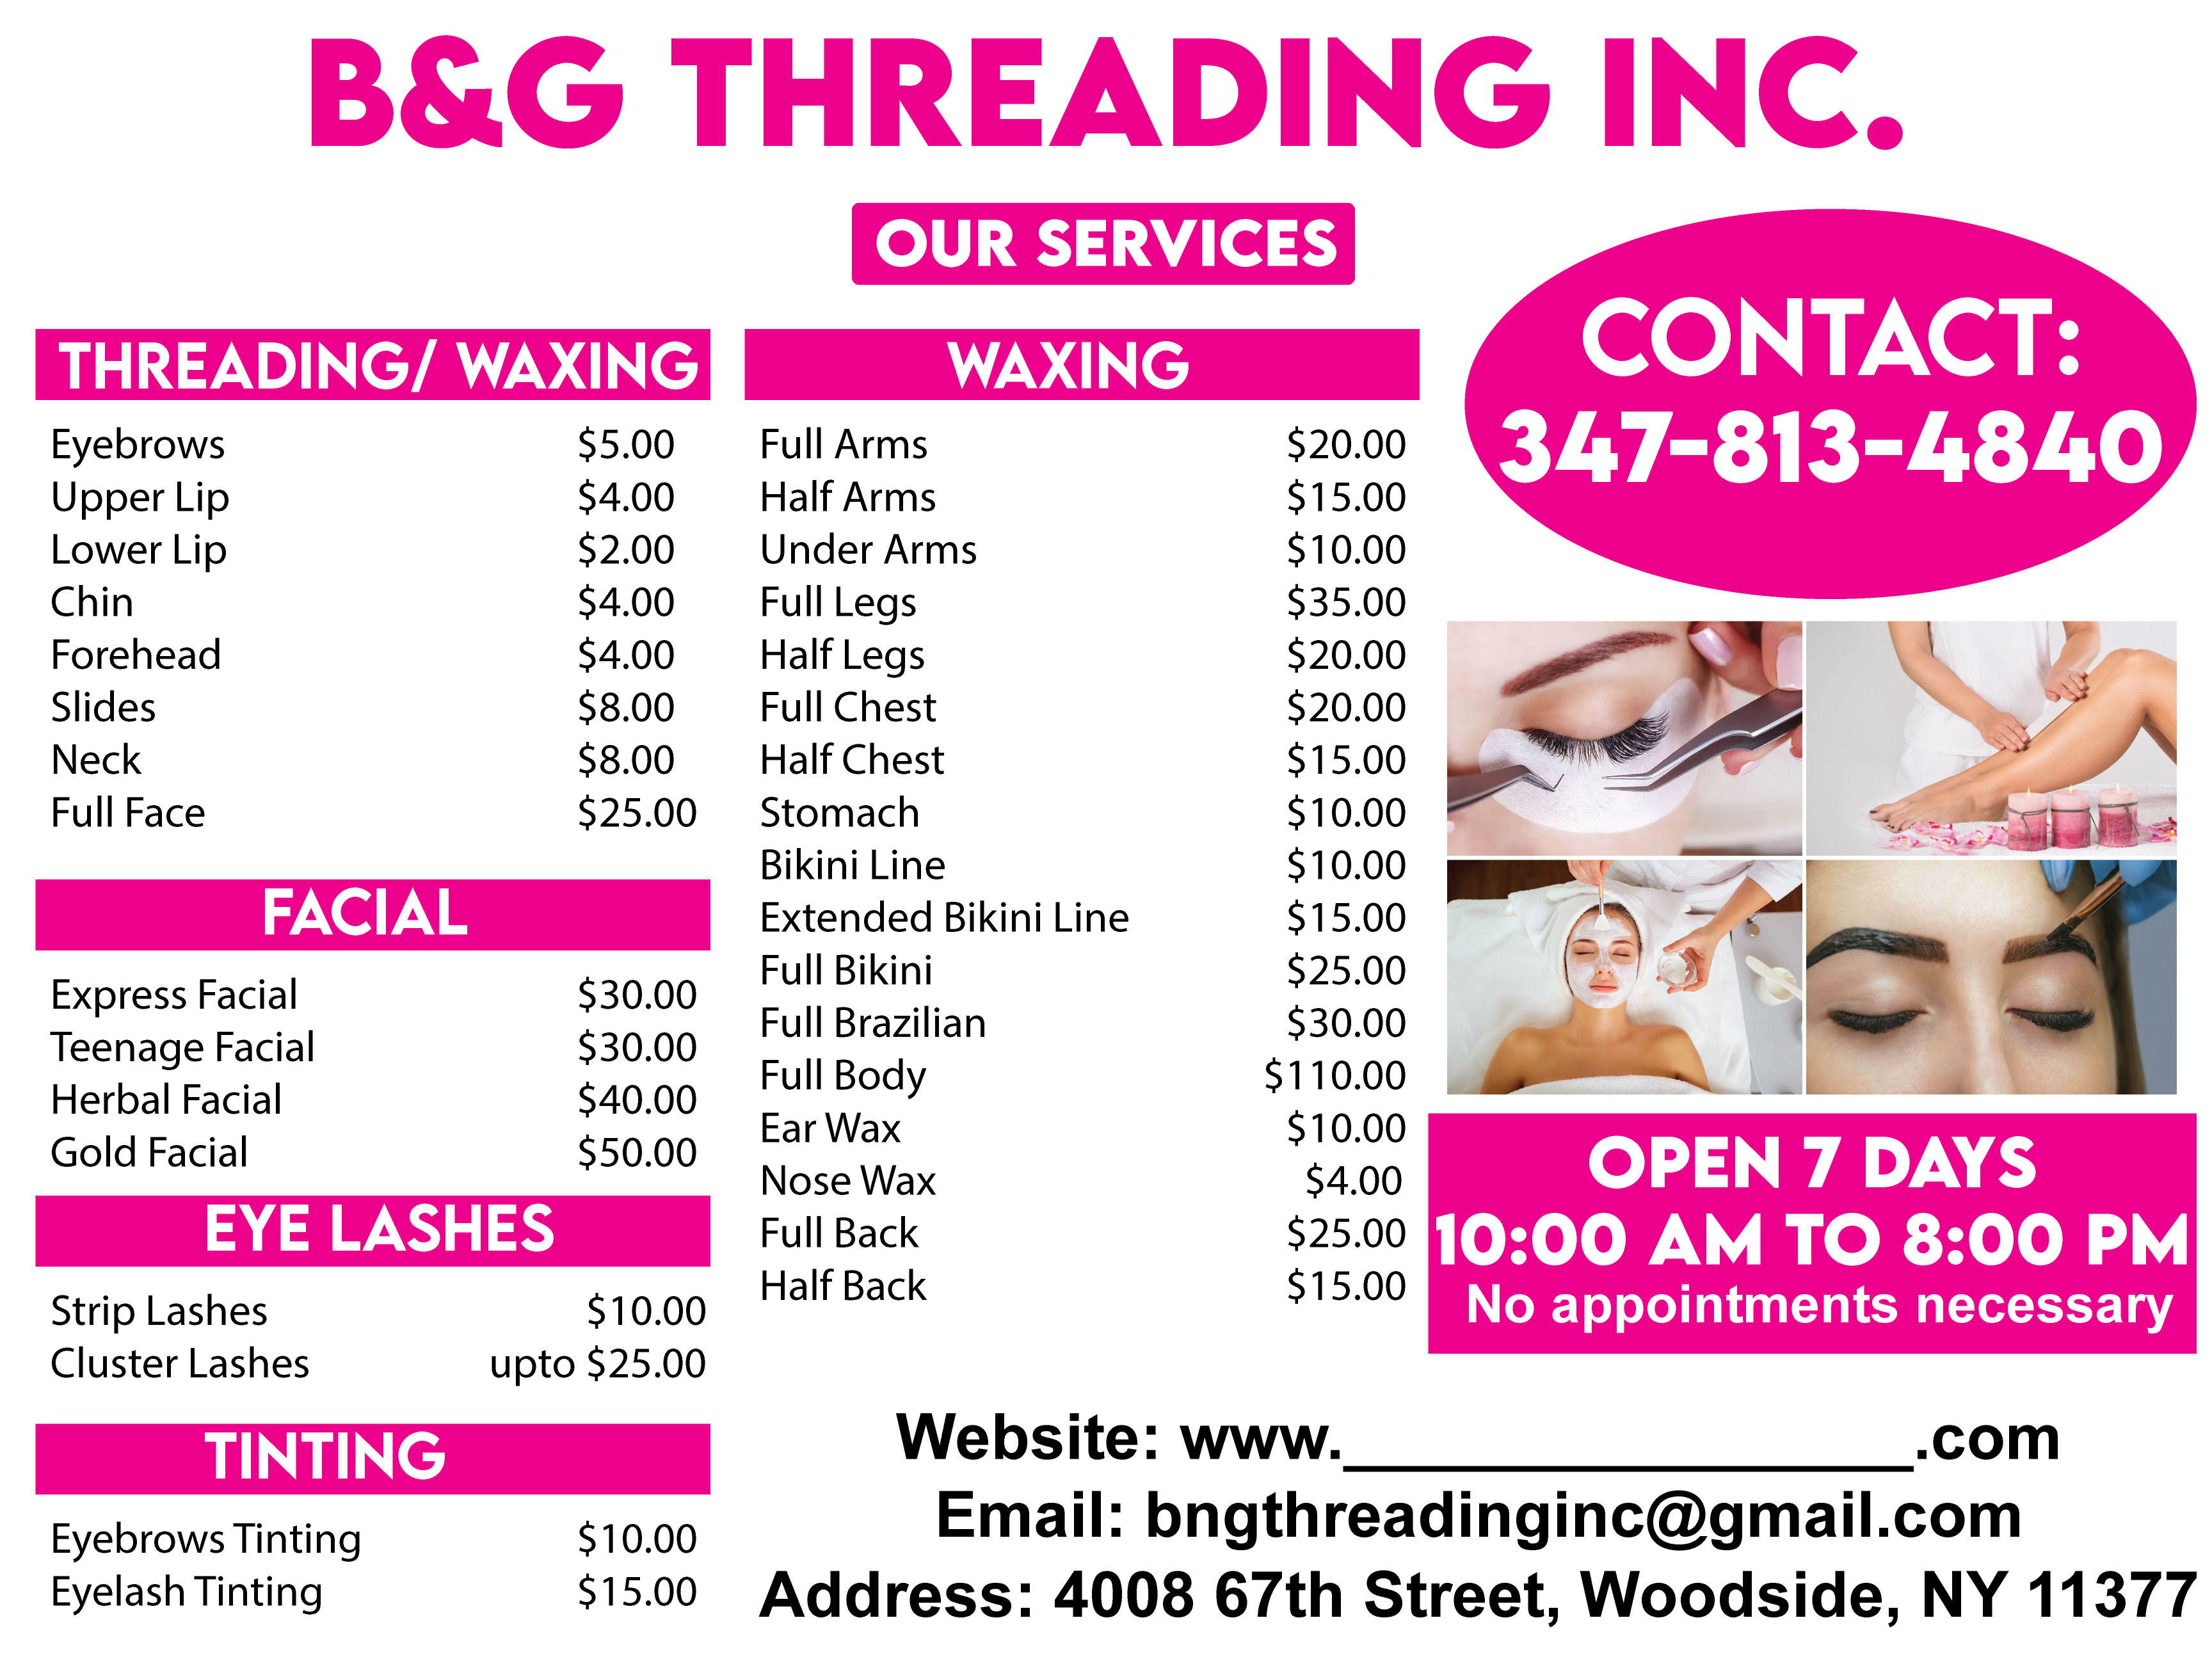 B&G THREADING INC.
OUR SERVICES
THREADING/ WAXING
Eyebrows $5.00
Upper Lip $4.00
Lower Lip $2.00
Chin $4.00
Forehead $4.00
Slides $8.00
Neck $8.00
Full Face $25.00
FACIAL
Express Facial $30.00
Teenage Facial $30.00
Herbal Facial $40.00
Gold Facial $50.00
EYE LASHES
Strip Lashes $10.00
Cluster Lashes upto $25.00
TINTING
Eyebrows Tinting $10.00
Eyelash Tinting $15.00
WAXING
Full Arms $20.00
Half Arms $15.00
Under Arms $10.00
Full Legs $35.00
Half Legs $20.00
Full Chest $20.00
Half Chest $15.00
Stomach $10.00
Bikini Line $10.00
Extended Bikini Line $15.00
Full Bikini $25.00
Full Brazilian $30.00
Full Body $110.00
Ear Wax $10.00
Nose Wax $4.00
Full Back $25.00
Half Back $15.00
CONTACT:
347-813-4840
OPEN 7 DAYS
10:00 AM TO 8:00 PM
No appointments necessary
Website: www.________________.com
Email: bngthreadinginc@gmail.com
Address: 4008 67th Street, Woodside, NY 11377